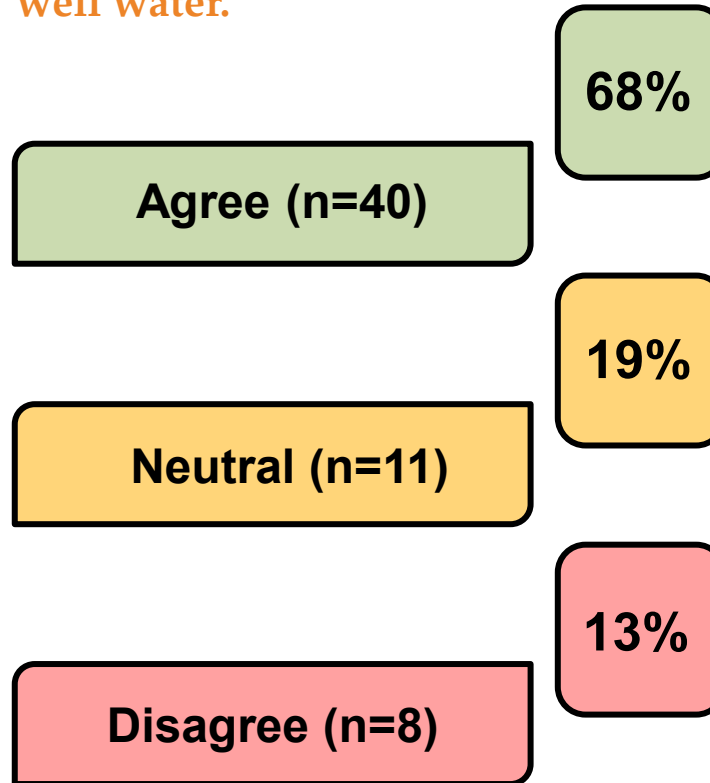 well water.
68%
Agree (n=40)
19%
Neutral (n=11)
13%
Disagree (n=8)